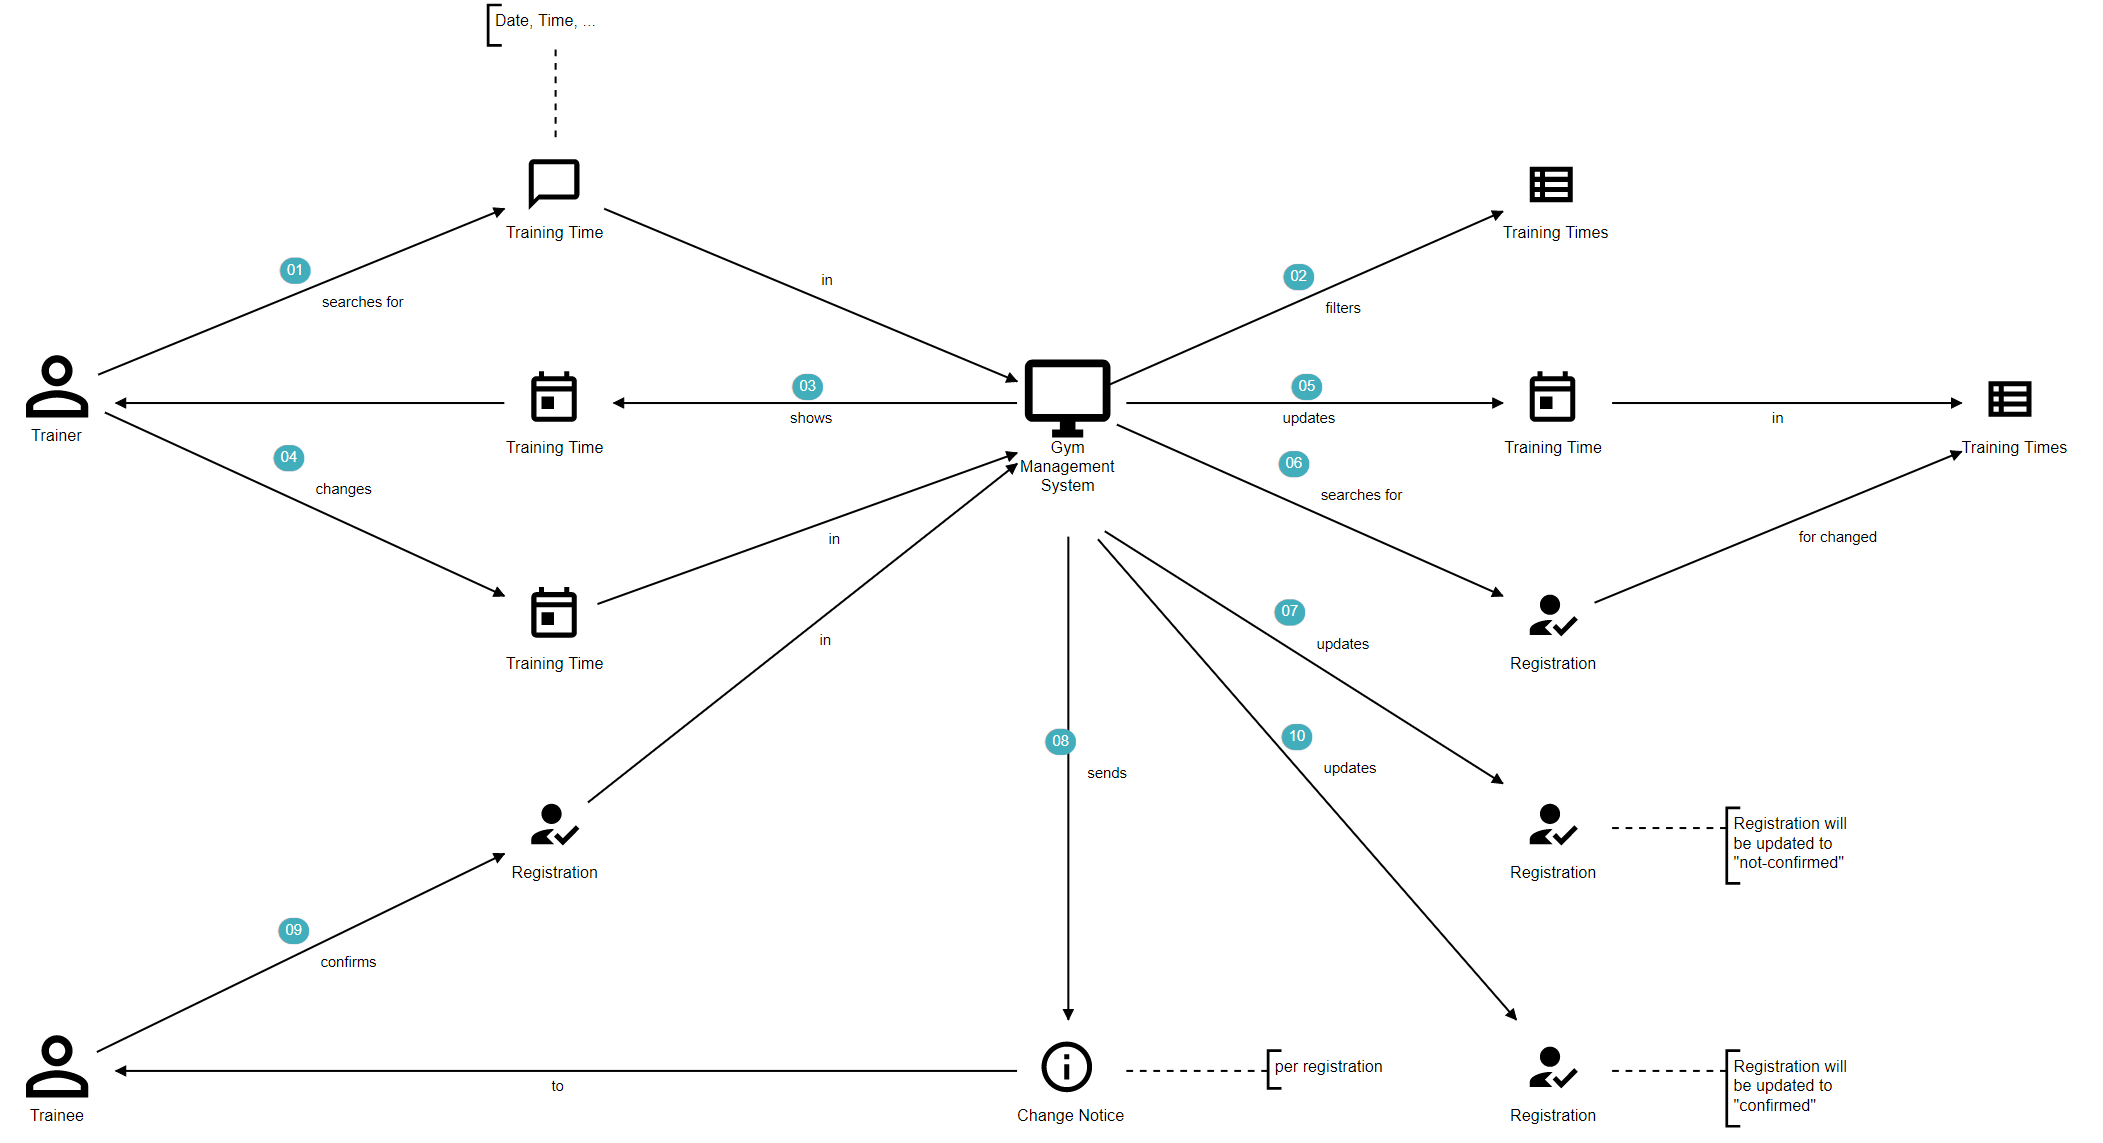 Date, Time, ...
Training Time
01
searches for
in
Training Times
02
filters
Trainer
Training Time
03
shows
Gym
Management
System
05
updates
Training Time
in
Training Times
04
changes
06
searches for
for changed
in
Training Time
in
07
updates
Registration
08
sends
10
updates
Registration
Registration will
be updated to
"not-confirmed"
Registration
09
confirms
Trainee
to
Change Notice
per registration
Registration
Registration will
be updated to
"confirmed"